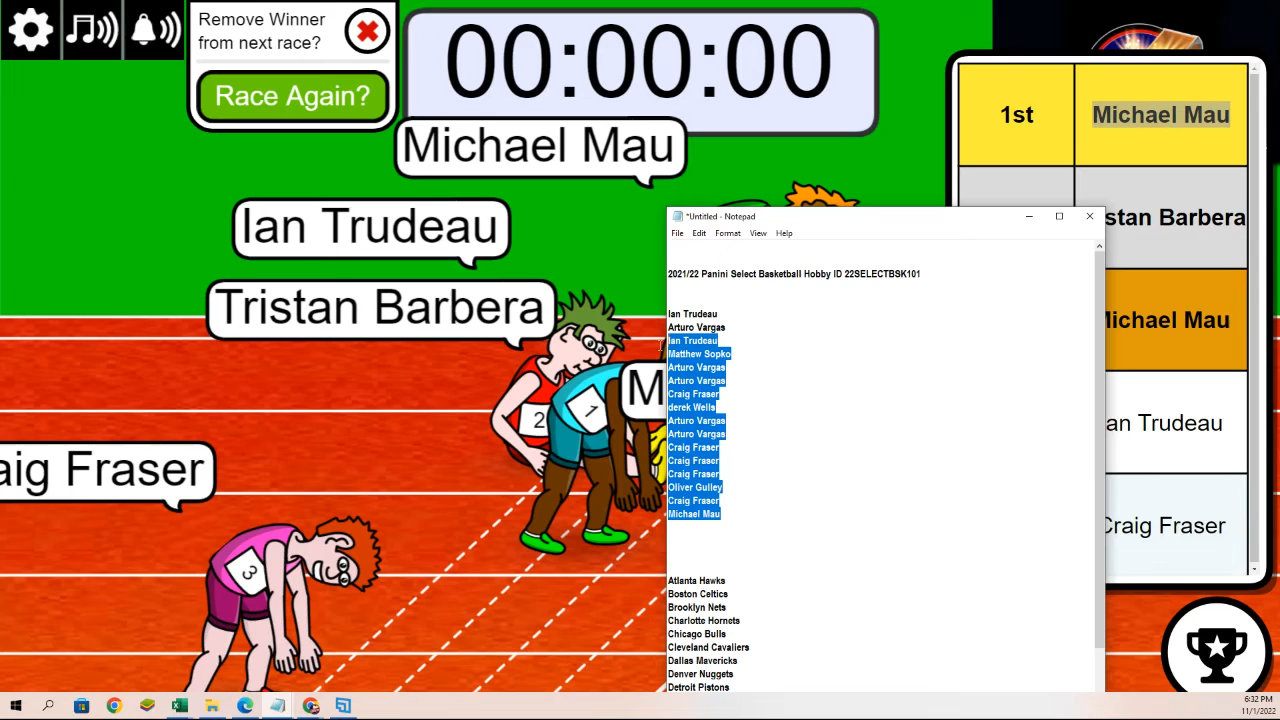 Remove Winner
from next race?
Race Again?
00:00:00
Michael Mau
Ian Trudeau
Tristan Barbera
M
aig Fraser
2
1
3
1st
Michael Mau
stan Barbera
Michael Mau
an Trudeau
Craig Fraser
*Untitled - Notepad
File Edit Format View Help
2021/22 Panini Select Basketball Hobby ID 22SELECTBSK101
Ian Trudeau
Arturo Vargas
Ian Trudeau
Matthew Sopko
Arturo Vargas
Arturo Vargas
Craig Fraser
derek Wells
Arturo Vargas
Arturo Vargas
Craig Fraser
Craig Fraser
Craig Fraser
Oliver Gulley
Craig Fraser
Michael Mau
Atlanta Hawks
Boston Celtics
Brooklyn Nets
Charlotte Hornets
Chicago Bulls
Cleveland Cavaliers
Dallas Mavericks
Denver Nuggets
Detroit Pistons
6:32 PM
11/1/2022